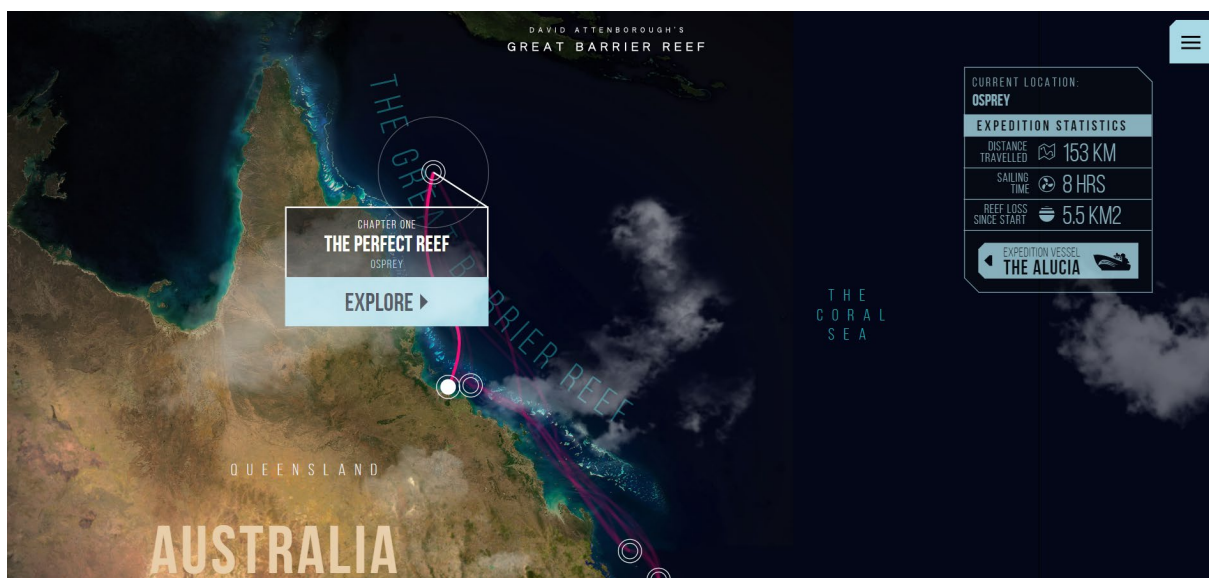 DAVID ATTENBOROUGH'S
GREAT BARRIER REEF
CURRENT LOCATION:
OSPREY
EXPEDITION STATISTICS
DISTANCE
TRAVELLED
153 KM
SAILING
TIME
8 HRS
REEF LOSS
SINCE START
5.5 KM2
EXPEDITION VESSEL
THE ALUCIA
THE GREAT BARRIER REEF
CHAPTER ONE
THE PERFECT REEF
OSPREY
EXPLORE
THE
CORAL
SEA
QUEENSLAND
AUSTRALIA